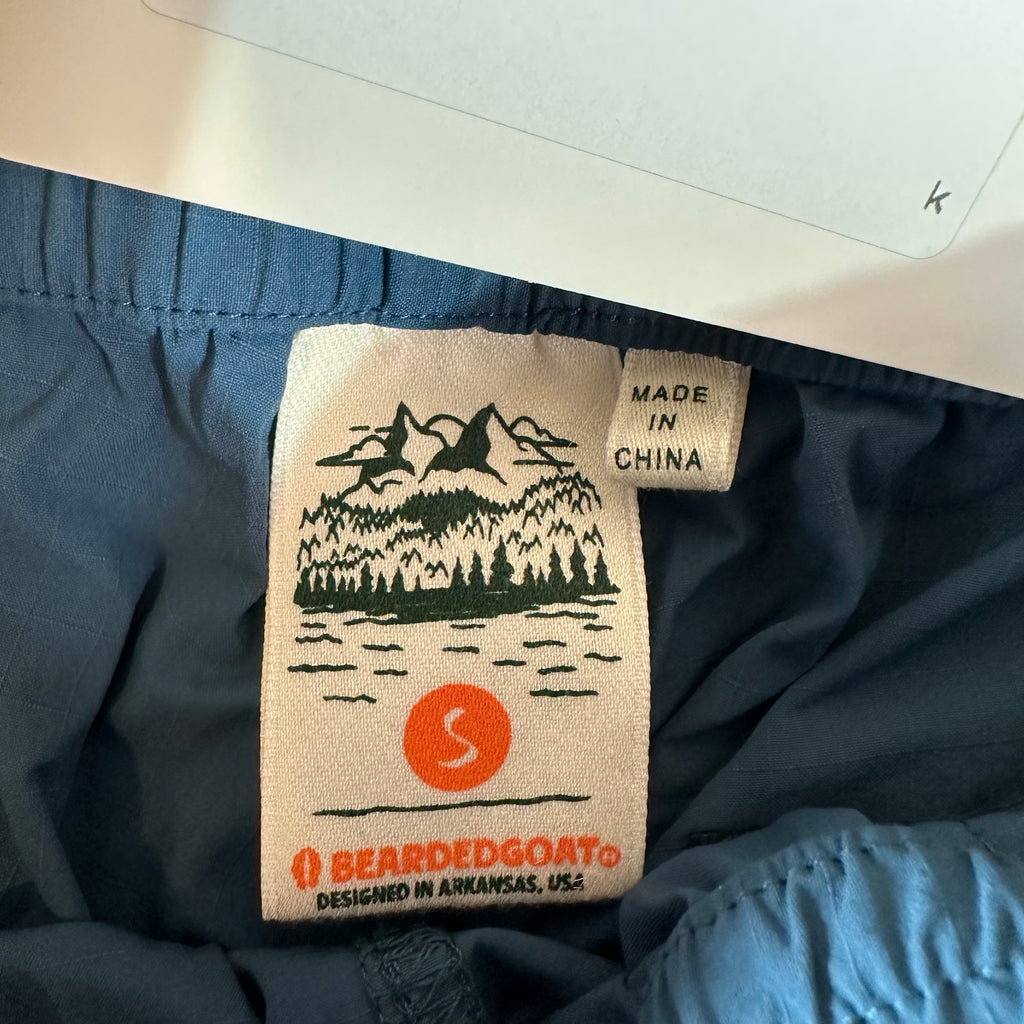 k
MADE
IN
CHINA
S
BEARDEDGOAT®
DESIGNED IN ARKANSAS, USA